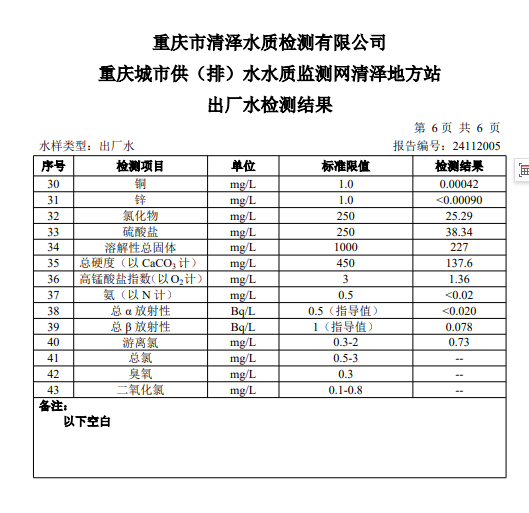 重庆市清泽水质检测有限公司
重庆城市供（排）水水质监测网清泽地方站
出厂水检测结果
第 6 页 共 6 页
水样类型：出厂水 报告编号：24112005
序号 检测项目 单位 标准限值 检测结果
30 铜 mg/L 1.0 0.00042
31 锌 mg/L 1.0 <0.00090
32 氯化物 mg/L 250 25.29
33 硫酸盐 mg/L 250 38.34
34 溶解性总固体 mg/L 1000 227
35 总硬度（以 CaCO₃计） mg/L 450 137.6
36 高锰酸盐指数（以 O₂计） mg/L 3 1.36
37 氨（以 N 计） mg/L 0.5 <0.02
38 总 α 放射性 Bq/L 0.5（指导值） <0.020
39 总 β 放射性 Bq/L 1（指导值） 0.078
40 游离氯 mg/L 0.3-2 0.73
41 总氯 mg/L 0.5-3 --
42 臭氧 mg/L 0.3 --
43 二氧化氯 mg/L 0.1-0.8 --
备注：
以下空白